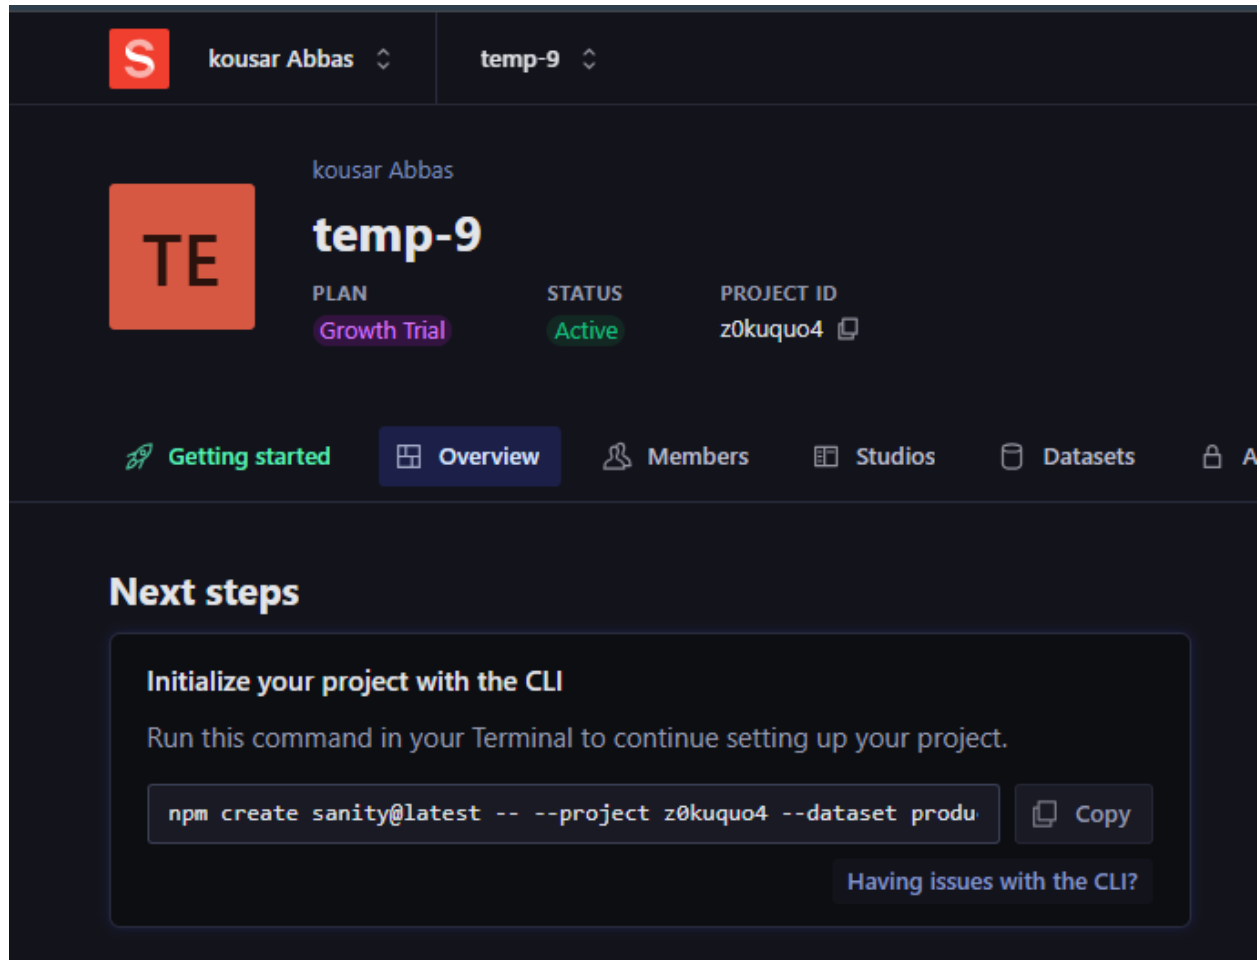 S kousar Abbas temp-9
kousar Abbas
TE
temp-9
PLAN STATUS PROJECT ID
Growth Trial Active z0kuquo4
Getting started Overview Members Studios Datasets A
Next steps
Initialize your project with the CLI
Run this command in your Terminal to continue setting up your project.
npm create sanity@latest -- --project z0kuquo4 --dataset produ Copy
Having issues with the CLI?